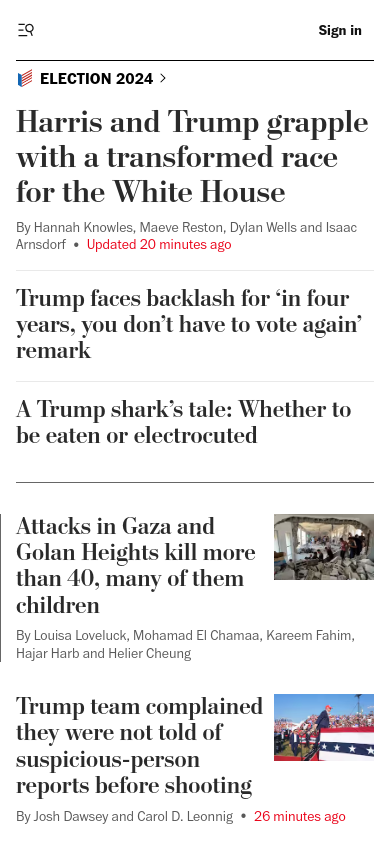 Sign in
ELECTION 2024
Harris and Trump grapple
with a transformed race
for the White House
By Hannah Knowles, Maeve Reston, Dylan Wells and Isaac
Arnsdorf • Updated 20 minutes ago
Trump faces backlash for ‘in four
years, you don’t have to vote again’
remark
A Trump shark’s tale: Whether to
be eaten or electrocuted
Attacks in Gaza and
Golan Heights kill more
than 40, many of them
children
By Louisa Loveluck, Mohamad El Chamaa, Kareem Fahim,
Hajar Harb and Helier Cheung
Trump team complained
they were not told of
suspicious-person
reports before shooting
By Josh Dawsey and Carol D. Leonnig • 26 minutes ago